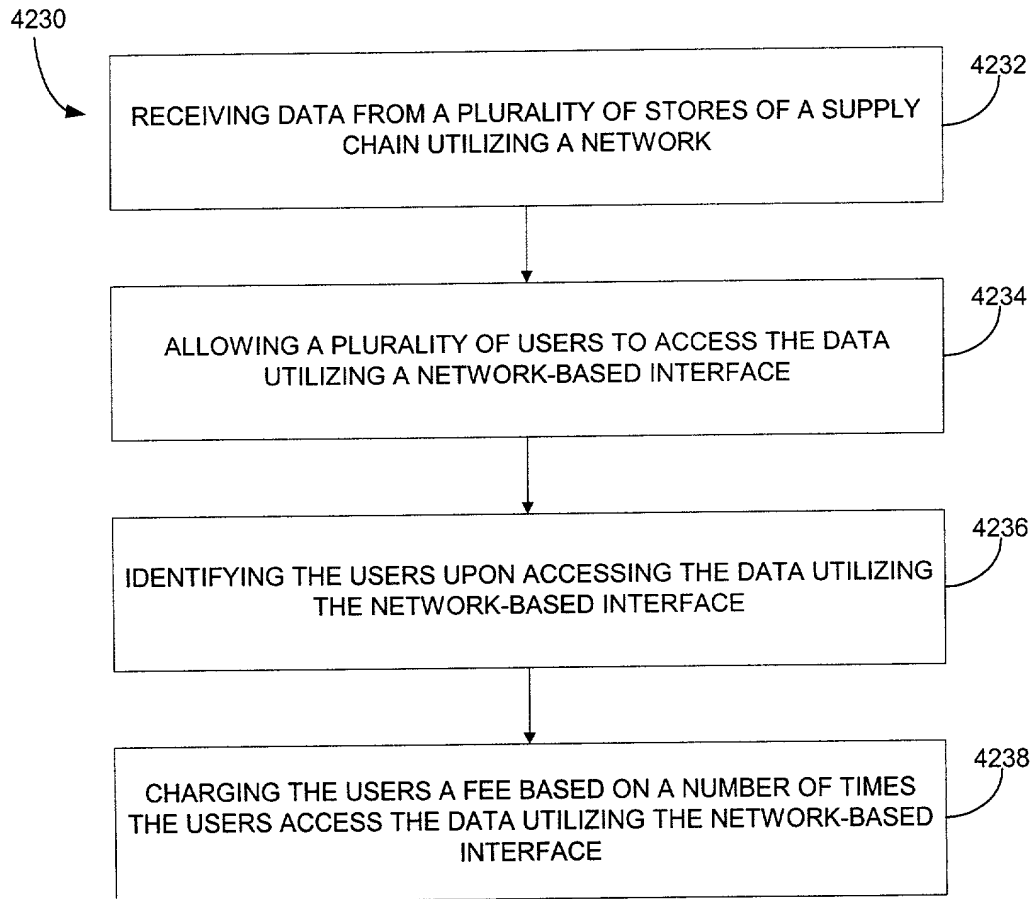 4230
4232
RECEIVING DATA FROM A PLURALITY OF STORES OF A SUPPLY
CHAIN UTILIZING A NETWORK
4234
ALLOWING A PLURALITY OF USERS TO ACCESS THE DATA
UTILIZING A NETWORK-BASED INTERFACE
4236
IDENTIFYING THE USERS UPON ACCESSING THE DATA UTILIZING
THE NETWORK-BASED INTERFACE
4238
CHARGING THE USERS A FEE BASED ON A NUMBER OF TIMES
THE USERS ACCESS THE DATA UTILIZING THE NETWORK-BASED
INTERFACE